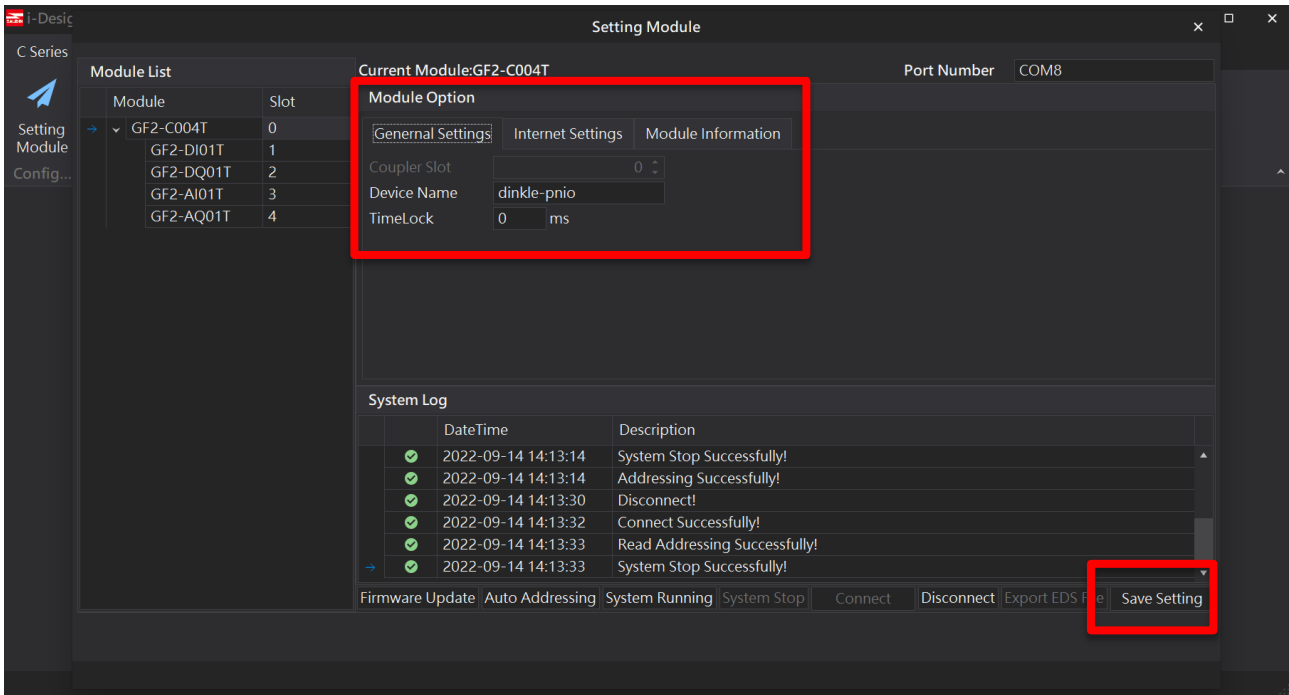 i-Desig
Setting Module
C Series
Setting
Module
Config...
Module List
Module Slot
GF2-C004T 0
GF2-DI01T 1
GF2-DQ01T 2
GF2-AI01T 3
GF2-AQ01T 4
Current Module:GF2-C004T
Port Number COM8
Module Option
Genernal Settings Internet Settings Module Information
Coupler Slot 0
Device Name dinkle-pnio
TimeLock 0 ms
System Log
DateTime Description
2022-09-14 14:13:14 System Stop Successfully!
2022-09-14 14:13:14 Addressing Successfully!
2022-09-14 14:13:30 Disconnect!
2022-09-14 14:13:32 Connect Successfully!
2022-09-14 14:13:33 Read Addressing Successfully!
2022-09-14 14:13:33 System Stop Successfully!
Firmware Update Auto Addressing System Running System Stop Connect Disconnect Export EDS F e Save Setting